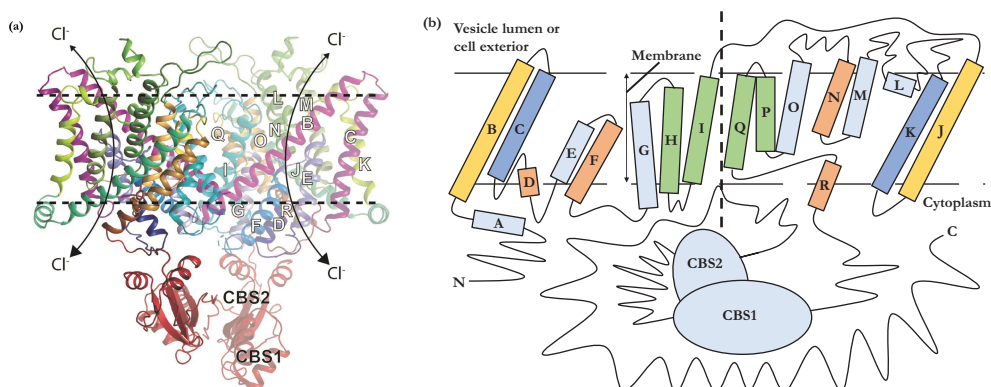 (a)
Cl-
Cl-
L
M
B
Q
N
O
C
J
I
E
K
G
R
F
D
Cl-
Cl-
CBS2
CBS1
(b)
Vesicle lumen or
cell exterior
Membrane
B
C
D
E
F
A
G
H
I
Q
P
O
N
M
L
K
J
R
Cytoplasm
N
C
CBS2
CBS1